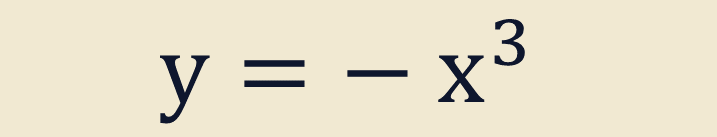 y = − x³